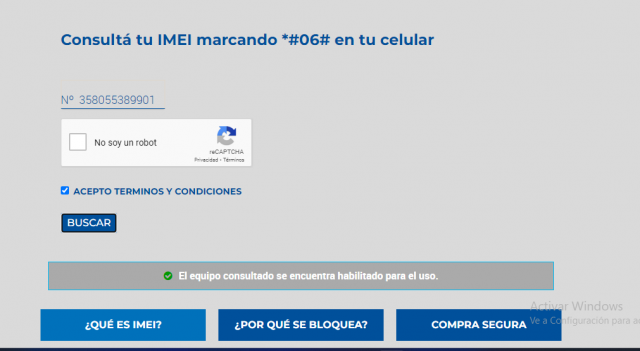 Consultá tu IMEI marcando *#06# en tu celular
Nº 358055389901
No soy un robot
reCAPTCHA
Privacidad - Términos
ACEPTO TERMINOS Y CONDICIONES
BUSCAR
El equipo consultado se encuentra habilitado para el uso.
Activar Windows
Ve a Configuración para
¿QUÉ ES IMEI?
¿POR QUÉ SE BLOQUEA?
COMPRA SEGURA